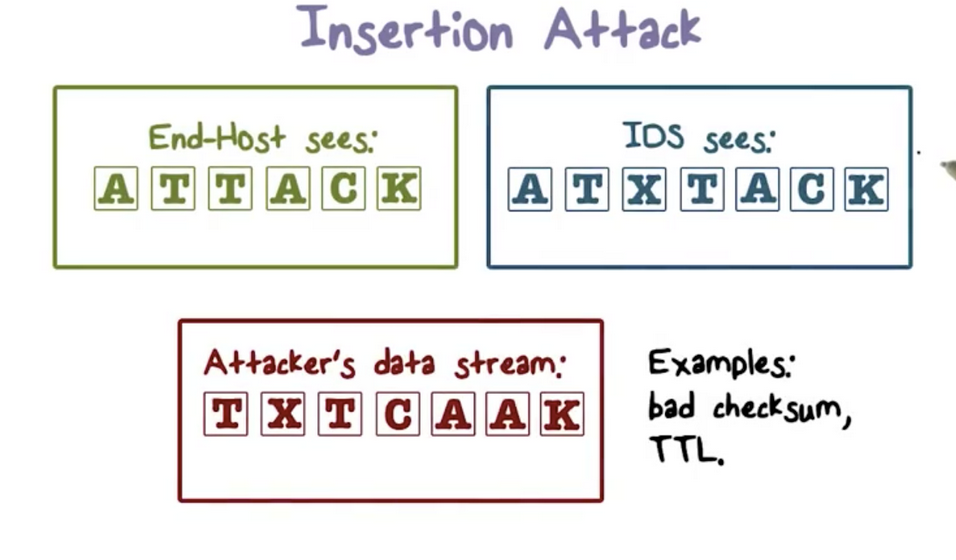 Insertion Attack
End-Host sees:
A T T A C K
IDS sees:
A T X T A C K
Attacker's data stream:
T X T C A A K
Examples:
bad checksum,
TTL.